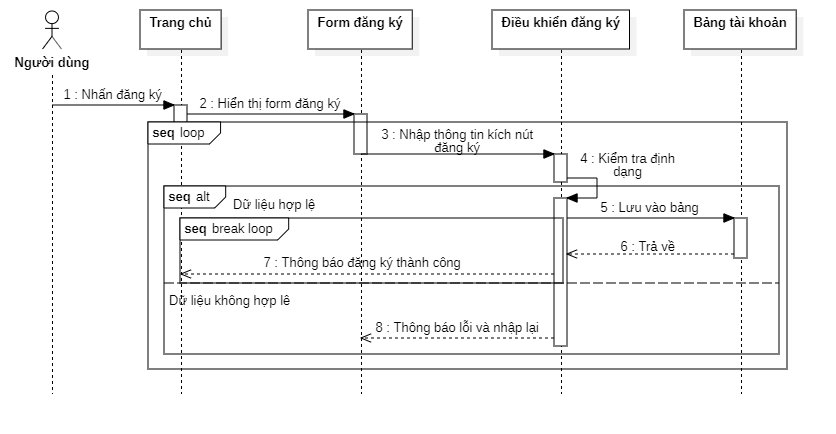 Trang chủ
Form đăng ký
Điều khiển đăng ký
Bảng tài khoản
Người dùng
1 : Nhấn đăng ký
2 : Hiển thị form đăng ký
seq loop
3 : Nhập thông tin kích nút
đăng ký
4 : Kiểm tra định
dạng
seq alt
Dữ liệu hợp lệ
5 : Lưu vào bảng
seq break loop
6 : Trả về
7 : Thông báo đăng ký thành công
Dữ liệu không hợp lê
8 : Thông báo lỗi và nhập lại